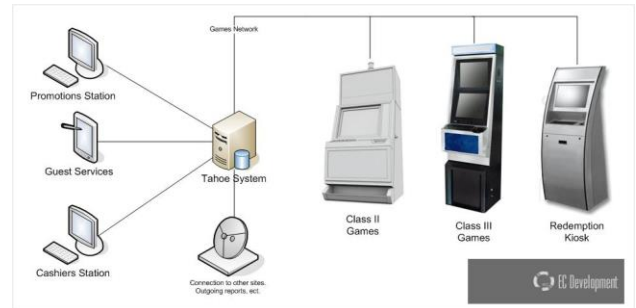 Games Network
Promotions Station
Guest Services
Tahoe System
Cashiers Station
Connection to other sites.
Outgoing reports, ect.
Class II
Games
Class III
Games
Redemption
Kiosk
EC Development